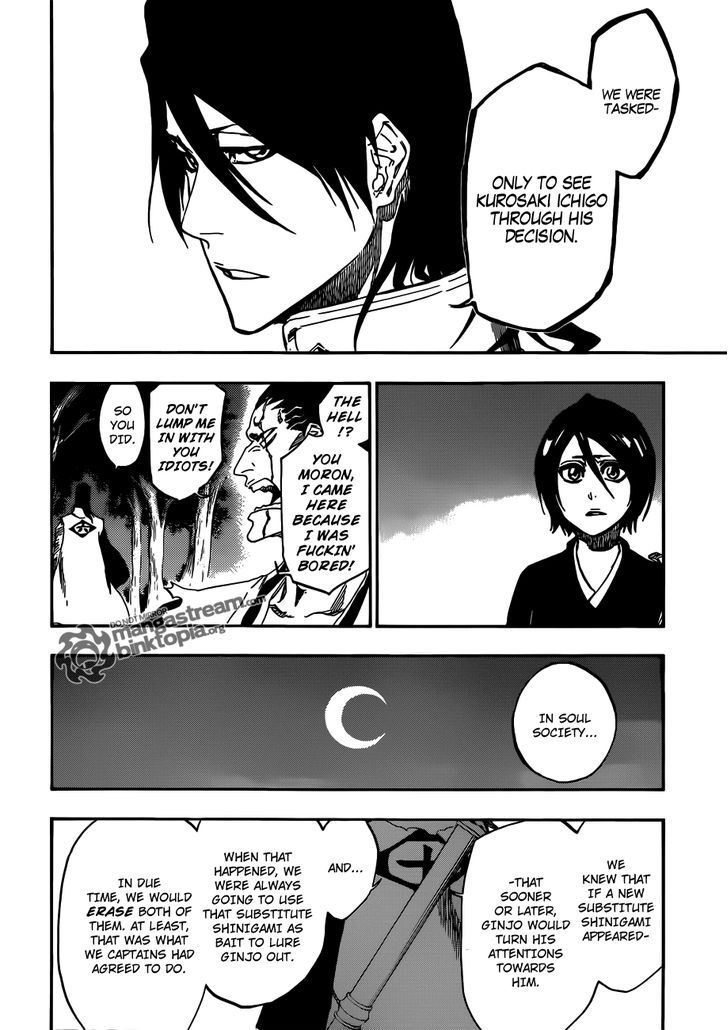 WE WERE
TASKED-
ONLY TO SEE
KUROSAKI ICHIGO
THROUGH HIS
DECISION.
THE
HELL
!?
YOU
MORON,
I CAME
HERE
BECAUSE
I WAS
FUCKIN'
BORED!
DON'T
LUMP ME
IN WITH
YOU
IDIOTS!
SO
YOU
DID.
六
DO NOT MIRROR
mangastream.com
binktopia.org
IN SOUL
SOCIETY...
WE
KNEW THAT
IF A NEW
SUBSTITUTE
SHINIGAMI
APPEARED-
-THAT
SOONER
OR LATER,
GINJO WOULD
TURN HIS
ATTENTIONS
TOWARDS
HIM.
十
AND...
WHEN THAT
HAPPENED, WE
WERE ALWAYS
GOING TO USE
THAT SUBSTITUTE
SHINIGAMI AS
BAIT TO LURE
GINJO OUT.
IN DUE
TIME, WE WOULD
ERASE BOTH OF
THEM. AT LEAST,
THAT WAS WHAT
WE CAPTAINS HAD
AGREED TO DO.